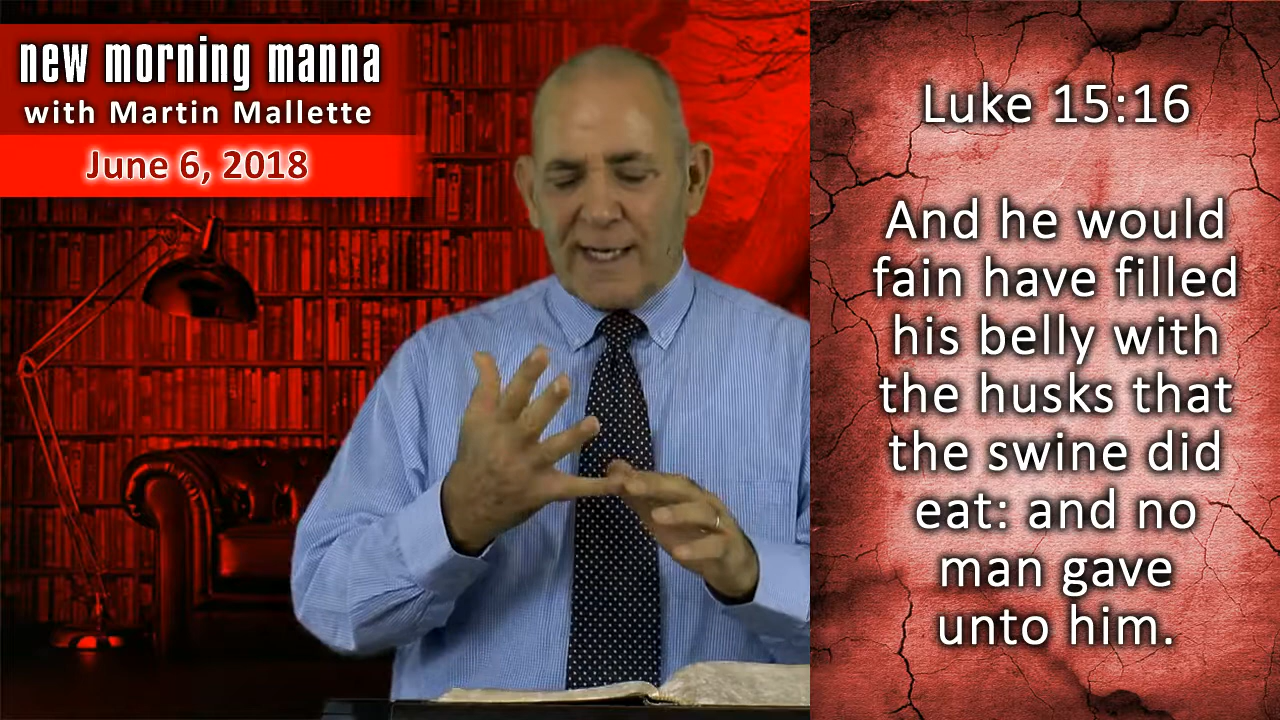 new morning manna
with Martin Mallette
June 6, 2018
Luke 15:16
And he would
fain have filled
his belly with
the husks that
the swine did
eat: and no
man gave
unto him.